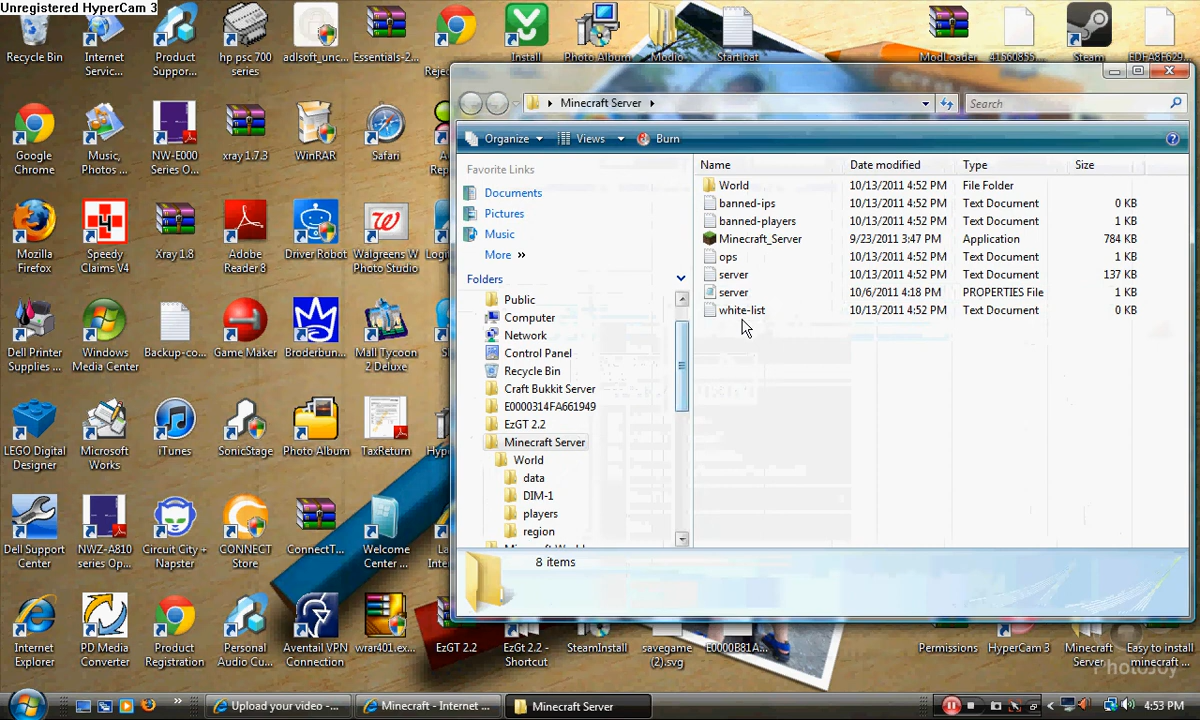 Unregistered HyperCam 3
Recycle Bin
Internet Servic...
Product Suppor...
hp psc 700 series
adlsoft_unc...
Essentials-2...
Rejec
Install
Photo Album
Modlo
Startibat
ModLoader
Steam
Google Chrome
Music, Photos ...
NW-E000 Series O...
xray 1.7.3
WinRAR
Safari
Mozilla Firefox
Speedy Claims V4
Xray 1.8
Adobe Reader 8
Driver Robot
Walgreens W Photo Studio
Dell Printer Supplies ...
Windows Media Center
Backup-co...
Game Maker
Broderbun...
Mall Tycoon 2 Deluxe
LEGO Digital Designer
Microsoft Works
iTunes
SonicStage
Photo Album
TaxReturn
Dell Support Center
NWZ-A810 series Op...
Circuit City + Napster
CONNECT Store
ConnectT...
Welcome Center ...
Internet Explorer
PD Media Converter
Product Registration
Personal Audio Cu...
Aventail VPN Connection
wrar401.ex...
EzGT 2.2
EzGt 2.2 - Shortcut
SteamInstall
savegame (2).svg
E0000B81A...
Permissions
HyperCam 3
Minecraft Server
Easy to install minecraft ...
PhotoJoy
Minecraft Server
Search
Organize
Views
Burn
Favorite Links
Documents
Pictures
Music
More »
Folders
Public
Computer
Network
Control Panel
Recycle Bin
Craft Bukkit Server
E0000314FA661949
EzGT 2.2
Minecraft Server
World
data
DIM-1
players
region
Name Date modified Type Size
World 10/13/2011 4:52 PM File Folder
banned-ips 10/13/2011 4:52 PM Text Document 0 KB
banned-players 10/13/2011 4:52 PM Text Document 1 KB
Minecraft_Server 9/23/2011 3:47 PM Application 784 KB
ops 10/13/2011 4:52 PM Text Document 1 KB
server 10/13/2011 4:52 PM Text Document 137 KB
server 10/6/2011 4:18 PM PROPERTIES File 1 KB
white-list 10/13/2011 4:52 PM Text Document 0 KB
8 items
Upload your video -...
Minecraft - Internet ...
Minecraft Server
4:53 PM